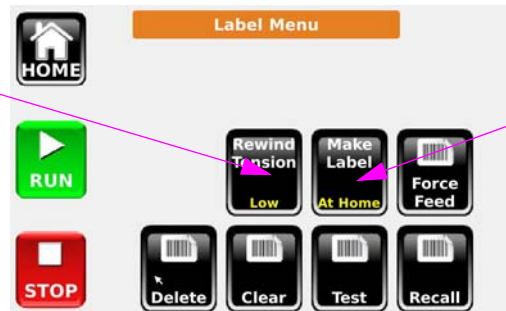 Label Menu
HOME
Rewind
Tension
Low
Make
Label
At Home
Force
Feed
RUN
STOP
Delete
Clear
Test
Recall